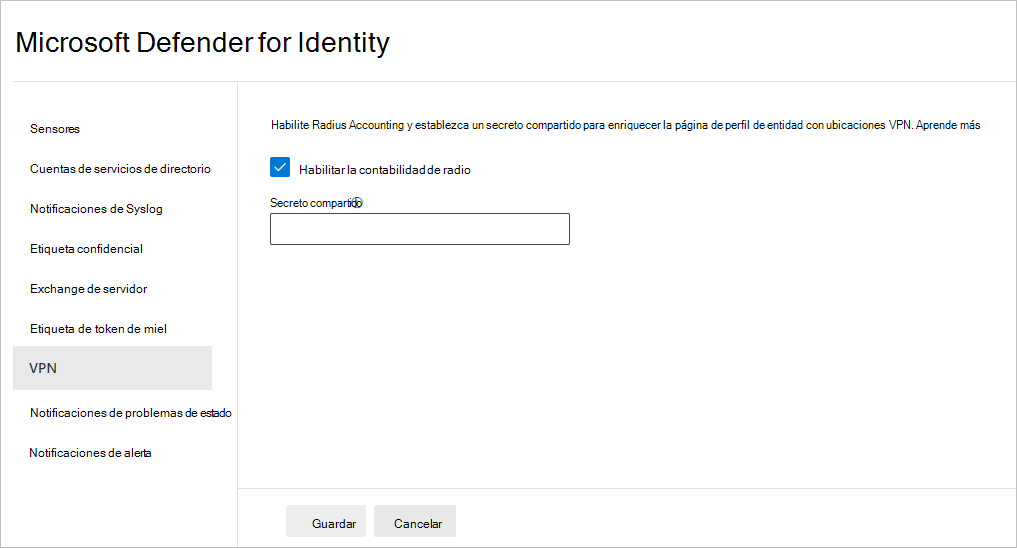 Microsoft Defender for Identity
Sensores
Cuentas de servicios de directorio
Notificaciones de Syslog
Etiqueta confidencial
Exchange de servidor
Etiqueta de token de miel
VPN
Notificaciones de problemas de estado
Notificaciones de alerta
Habilite Radius Accounting y establezca un secreto compartido para enriquecer la página de perfil de entidad con ubicaciones VPN. Aprende más
Habilitar la contabilidad de radio
Secreto compartido
Guardar
Cancelar